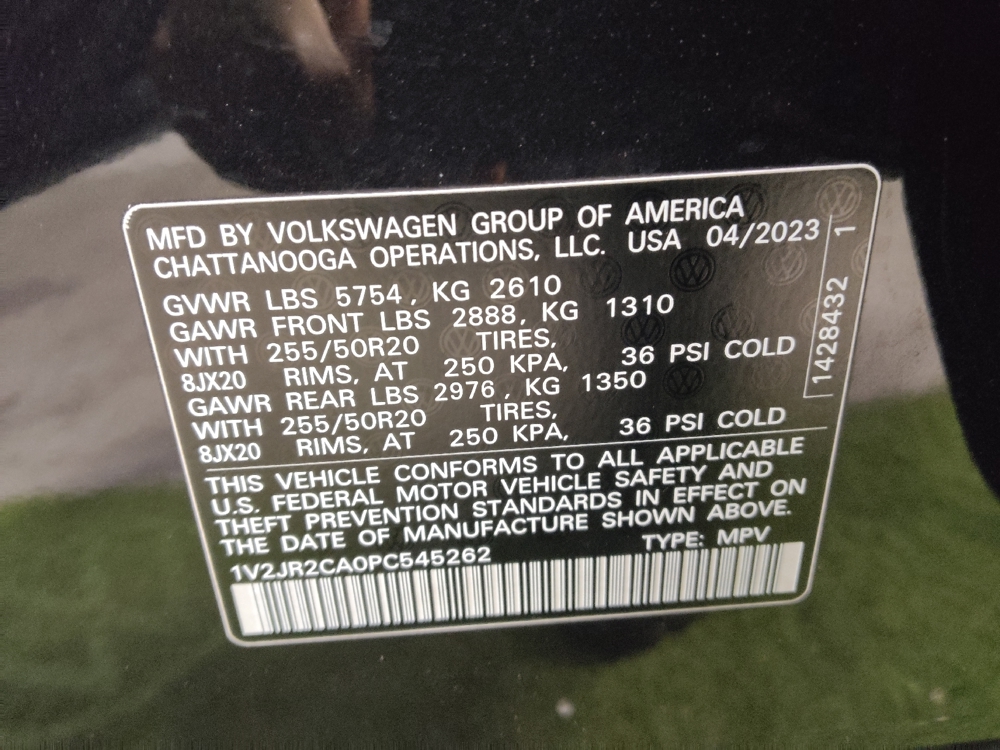 MFD BY VOLKSWAGEN GROUP OF AMERICA
CHATTANOOGA OPERATIONS, LLC. USA 04/2023
GVWR LBS 5754, KG 2610
GAWR FRONT LBS 2888, KG 1310
WITH 255/50R20 TIRES,
8JX20 RIMS, AT 250 KPA, 36 PSI COLD
GAWR REAR LBS 2976, KG 1350
WITH 255/50R20 TIRES,
8JX20 RIMS, AT 250 KPA, 36 PSI COLD
THIS VEHICLE CONFORMS TO ALL APPLICABLE
U.S. FEDERAL MOTOR VEHICLE SAFETY AND
THEFT PREVENTION STANDARDS IN EFFECT ON
THE DATE OF MANUFACTURE SHOWN ABOVE.
TYPE: MPV
1V2JR2CA0PC545262
1428432 1